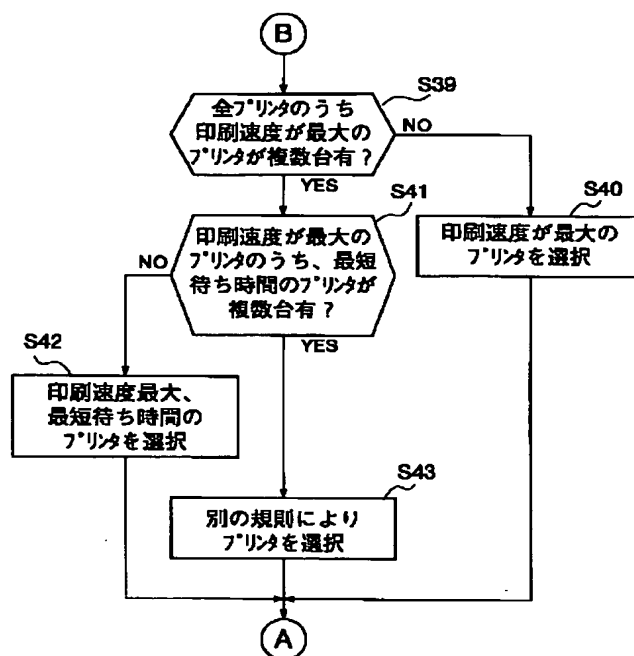 B
S39
全プリンタのうち
印刷速度が最大の
プリンタが複数台有？
NO
YES
S41
印刷速度が最大の
プリンタのうち、最短
待ち時間のプリンタが
複数台有？
NO
YES
S40
印刷速度が最大の
プリンタを選択
S42
印刷速度最大、
最短待ち時間の
プリンタを選択
S43
別の規則により
プリンタを選択
A